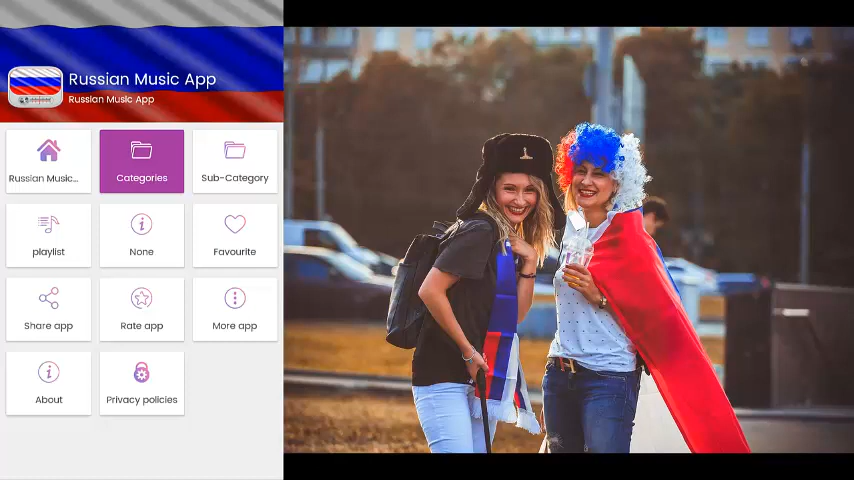 Russian Music App
Russian Music App
Russian Music...
Categories
Sub-Category
playlist
None
Favourite
Share app
Rate app
More app
About
Privacy policies